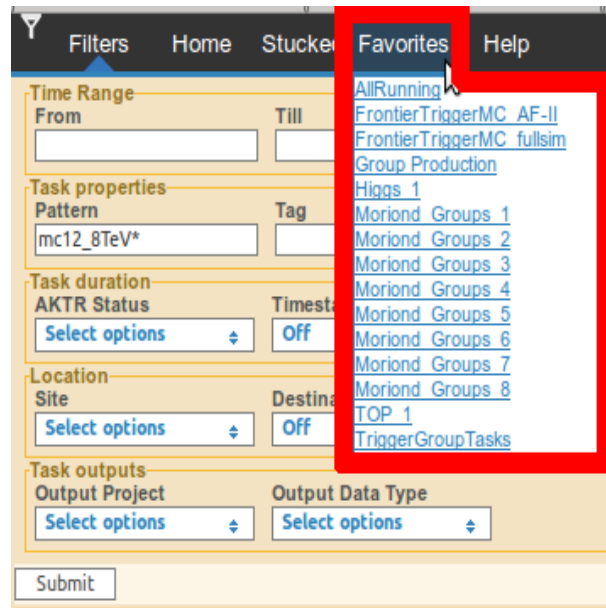 Filters Home Stucked Favorites Help
Time Range
From Till
Task properties
Pattern Tag
mc12_8TeV*
Task duration
AKTR Status
Select options Off
Location
Site
Select options Off
Task outputs
Output Project Output Data Type
Select options Select options
Submit
AllRunning
FrontierTriggerMC_AF-II
FrontierTriggerMC_fullsim
Group Production
Higgs_1
Moriond_Groups_1
Moriond_Groups_2
Moriond_Groups_3
Moriond_Groups_4
Moriond_Groups_5
Moriond_Groups_6
Moriond_Groups_7
Moriond_Groups_8
TOP_1
TriggerGroupTasks